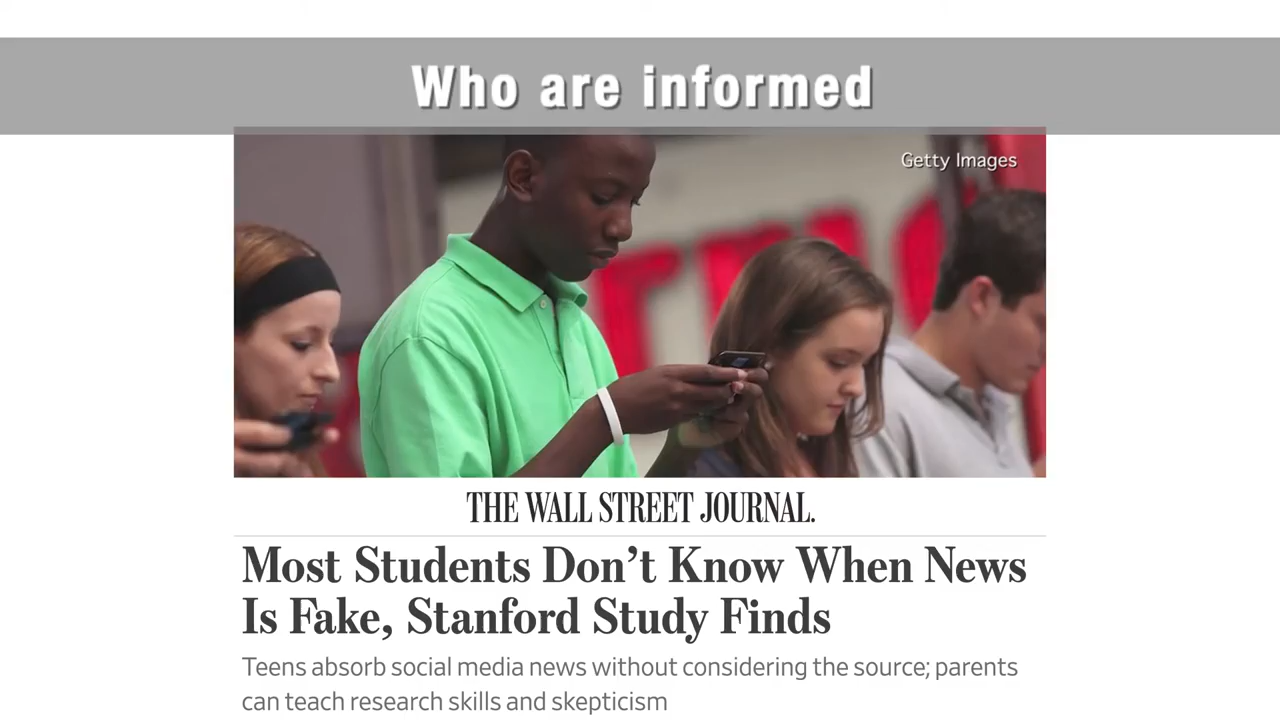 Who are informed
Getty Images
THE WALL STREET JOURNAL.
Most Students Don’t Know When News
Is Fake, Stanford Study Finds
Teens absorb social media news without considering the source; parents
can teach research skills and skepticism